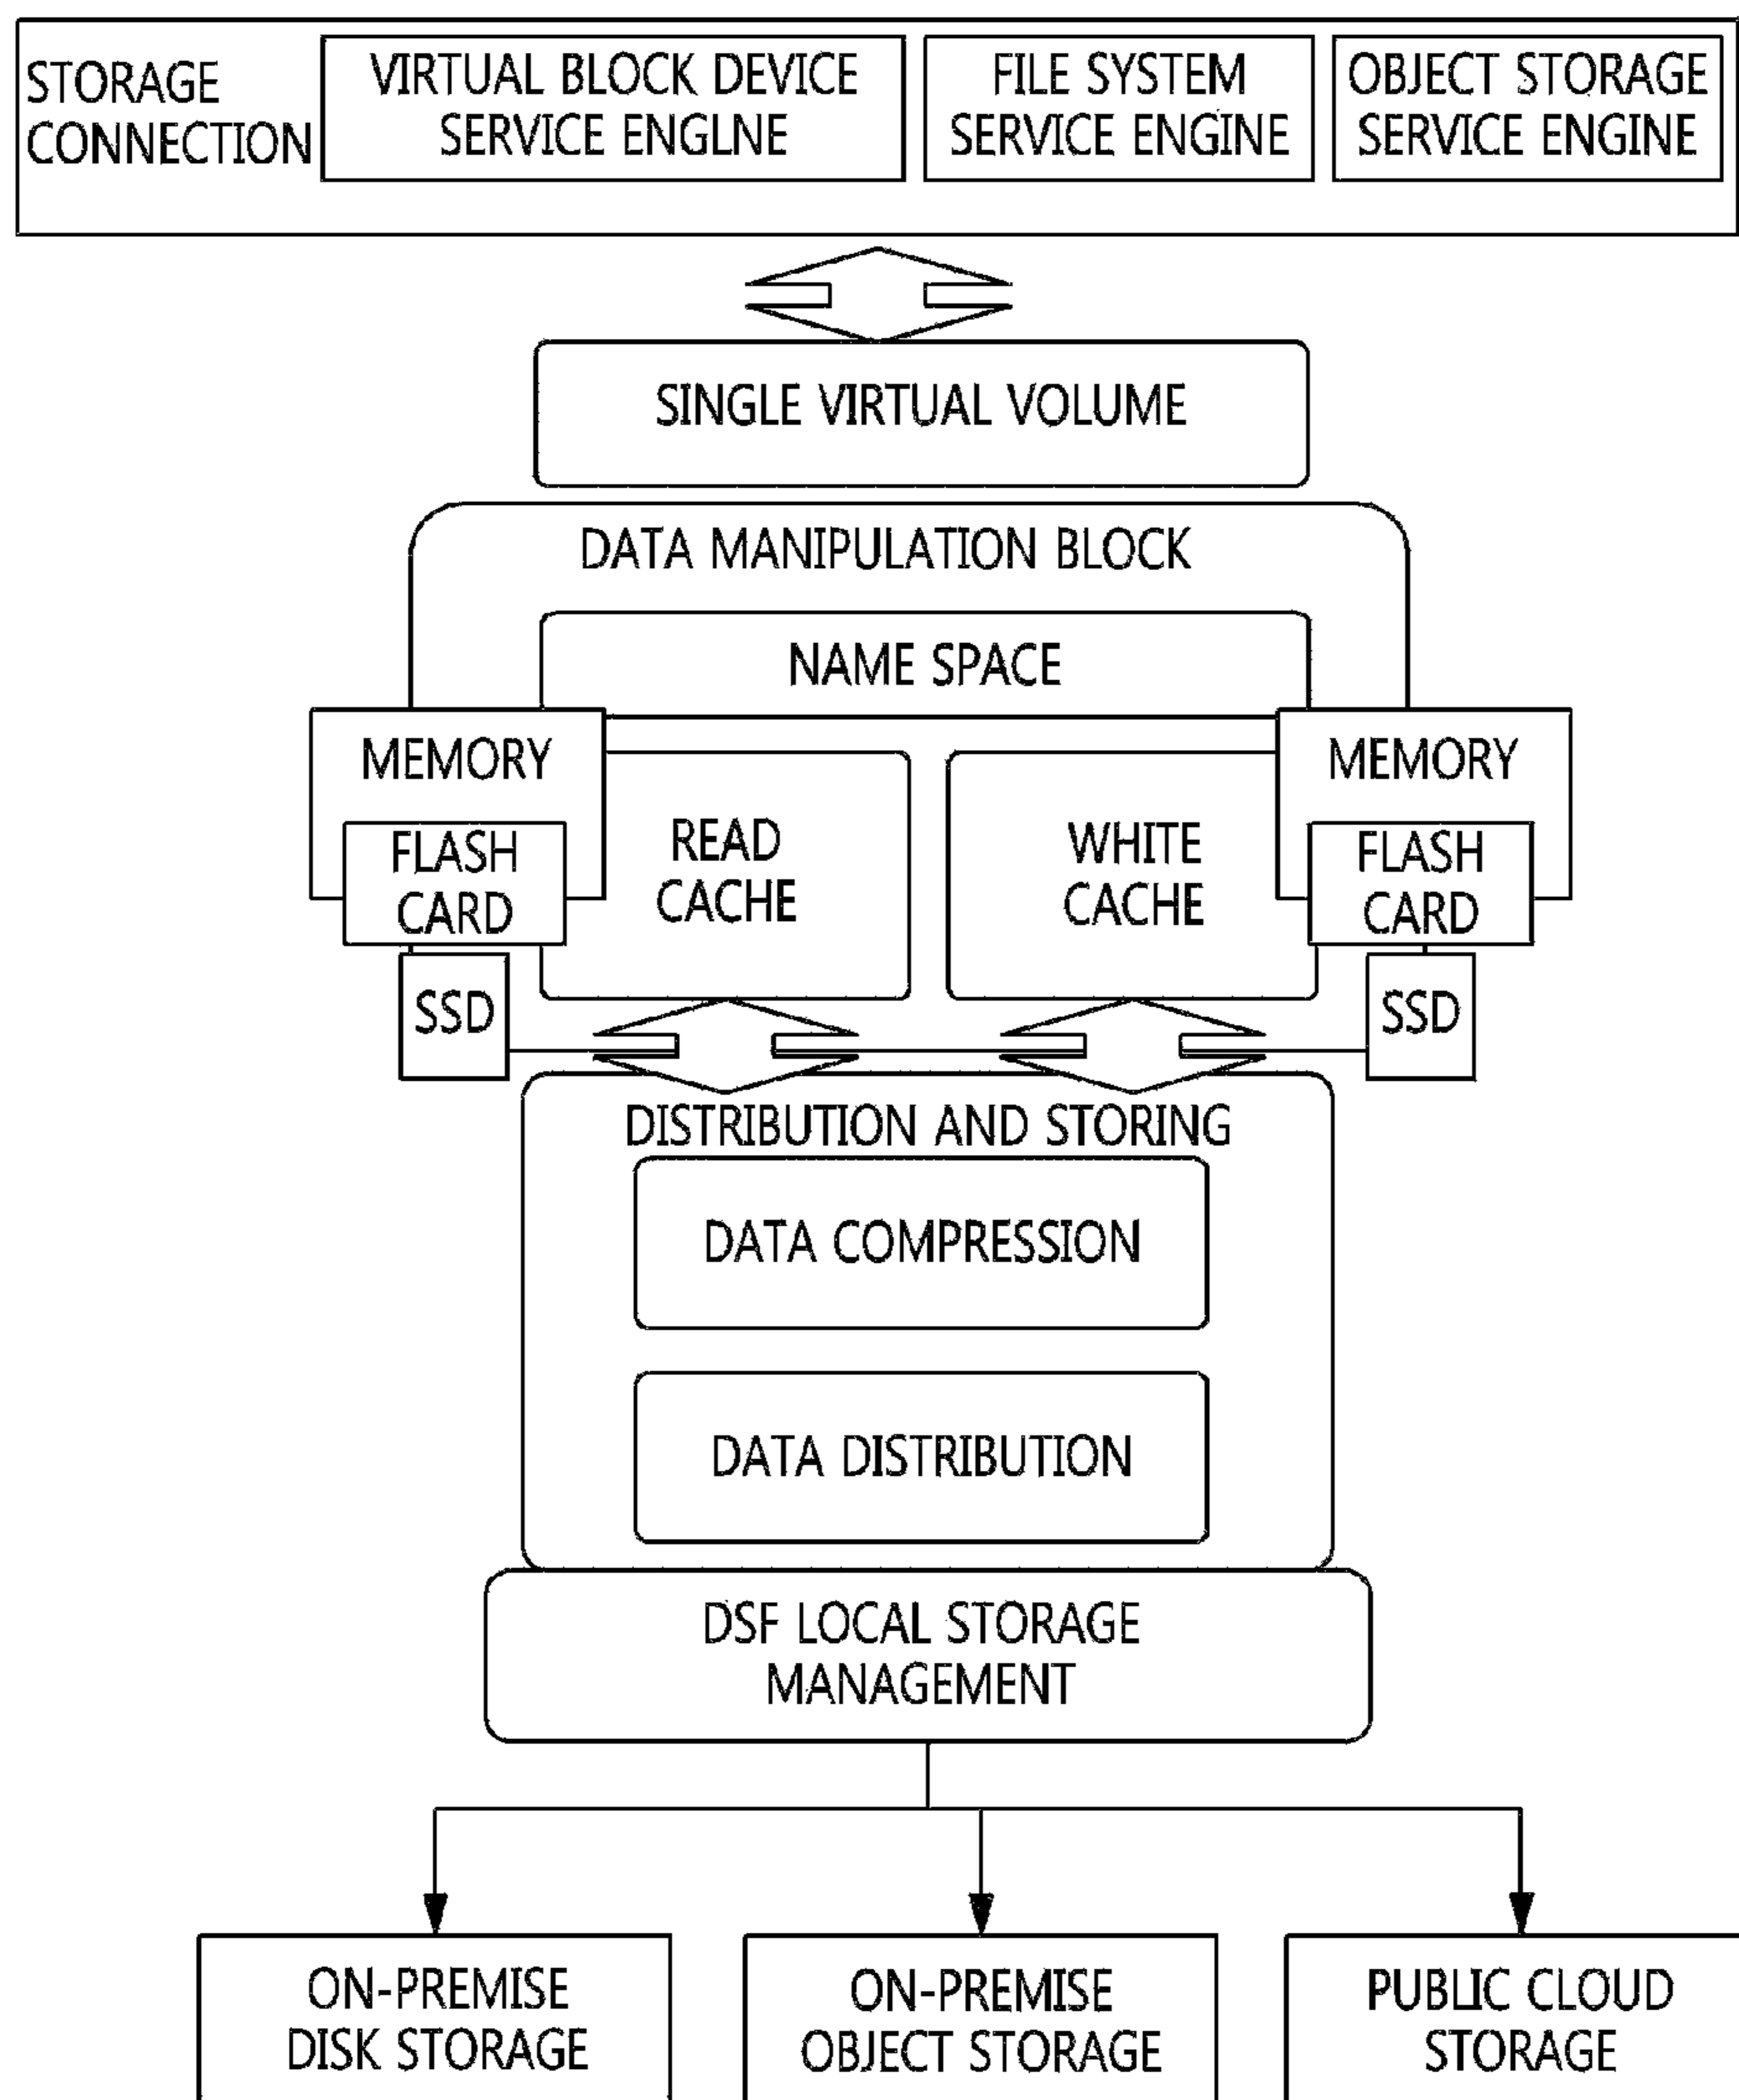 STORAGE
CONNECTION
VIRTUAL BLOCK DEVICE
SERVICE ENGLNE
FILE SYSTEM
SERVICE ENGINE
OBJECT STORAGE
SERVICE ENGINE
SINGLE VIRTUAL VOLUME
DATA MANIPULATION BLOCK
NAME SPACE
MEMORY
FLASH
CARD
SSD
READ
CACHE
WHITE
CACHE
MEMORY
FLASH
CARD
SSD
DISTRIBUTION AND STORING
DATA COMPRESSION
DATA DISTRIBUTION
DSF LOCAL STORAGE
MANAGEMENT
ON-PREMISE
DISK STORAGE
ON-PREMISE
OBJECT STORAGE
PUBLIC CLOUD
STORAGE